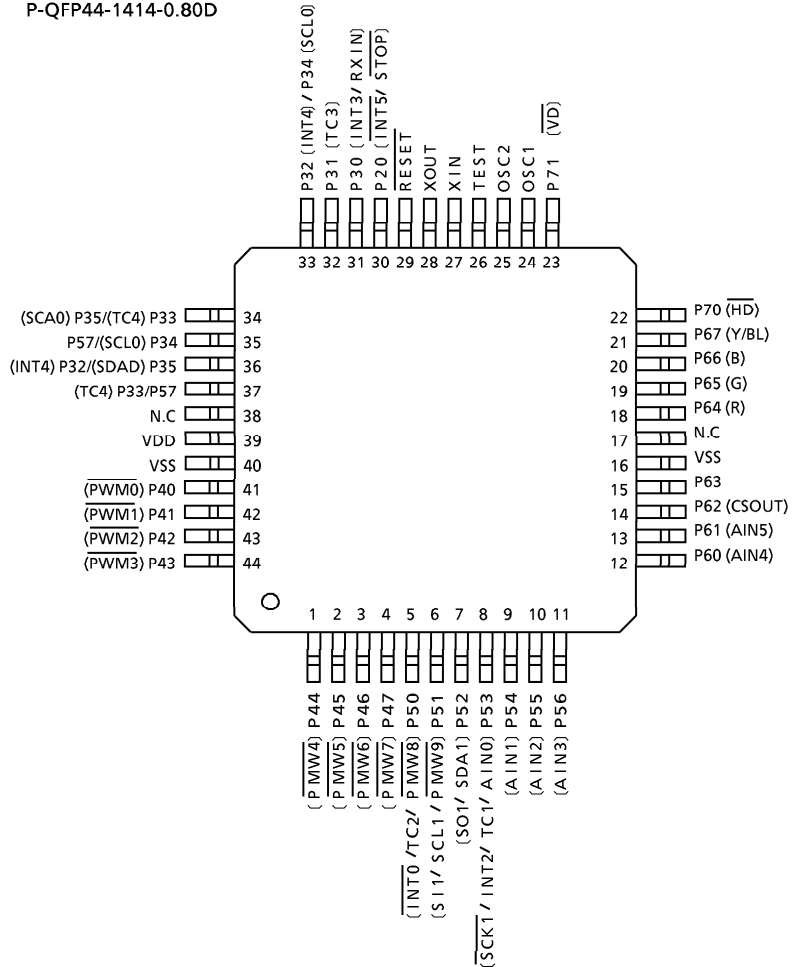 P-QFP44-1414-0.80D
P32 (INT4) / P34 (SCL0)
P31 (TC3)
P30 (INT3/ RXIN)
P20 (INT5/ STOP)
RESET
XOUT
XIN
TEST
OSC2
OSC1
P71 (VD)
33 32 31 30 29 28 27 26 25 24 23
(SCA0) P35/(TC4) P33 34
P57/(SCL0) P34 35
(INT4) P32/(SDAD) P35 36
(TC4) P33/P57 37
N.C 38
VDD 39
VSS 40
(PWM0) P40 41
(PWM1) P41 42
(PWM2) P42 43
(PWM3) P43 44
22 P70 (HD)
21 P67 (Y/BL)
20 P66 (B)
19 P65 (G)
18 P64 (R)
17 N.C
16 VSS
15 P63
14 P62 (CSOUT)
13 P61 (AIN5)
12 P60 (AIN4)
1 2 3 4 5 6 7 8 9 10 11
(PMW4) P44
(PMW5) P45
(PMW6) P46
(PMW7) P47
(INT0 /TC2/ PMW8) P50
(SI1/ SCL1 / PMW9) P51
(SO1/ SDA1) P52
(SCK1/ INT2/ TC1/ AIN0) P53
(AIN1) P54
(AIN2) P55
(AIN3) P56